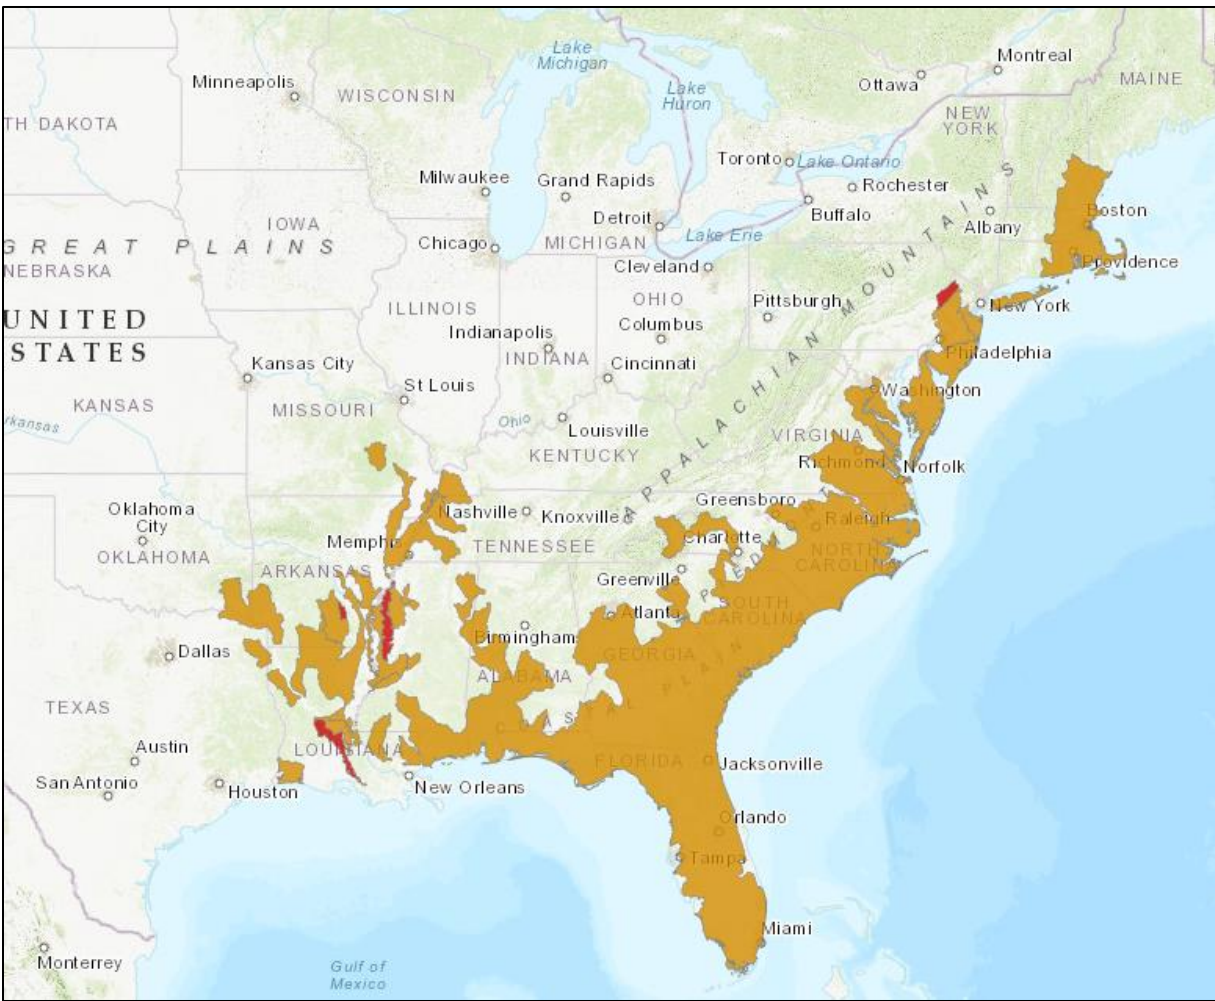 Lake
Michigan
Montreal
Ottawa
MAINE
Minneapolis
WISCONSIN
Lake
Huron
NEW
YORK
TH DAKOTA
Toronto
Lake Ontario
Milwaukee
Grand Rapids
Rochester
Detroit
Buffalo
Boston
IOWA
Albany
GREAT PLAINS
Chicago
MICHIGAN
Lake Erie
NEBRASKA
Cleveland
Providence
APPALACHIAN MOUNTAINS
ILLINOIS
OHIO
Pittsburgh
New York
UNITED
STATES
Indianapolis
Columbus
INDIANA
Philadelphia
Kansas City
Cincinnati
St Louis
Washington
KANSAS
MISSOURI
rkansas
Ohio
Louisville
VIRGINIA
KENTUCKY
Richmond
Norfolk
Oklahoma
City
Nashville
Knoxville
Greensboro
Raleigh
OKLAHOMA
Memphis
TENNESSEE
Charlotte
NORTH
CAROLINA
ARKANSAS
PIEDMONT
Greenville
SOUTH
CAROLINA
Atlanta
Dallas
Birmingham
GEORGIA
ALABAMA
TEXAS
COASTAL PLAIN
Austin
LOUISIANA
FLORIDA
Jacksonville
San Antonio
Houston
New Orleans
Orlando
Tampa
Miami
Monterrey
Gulf of
Mexico